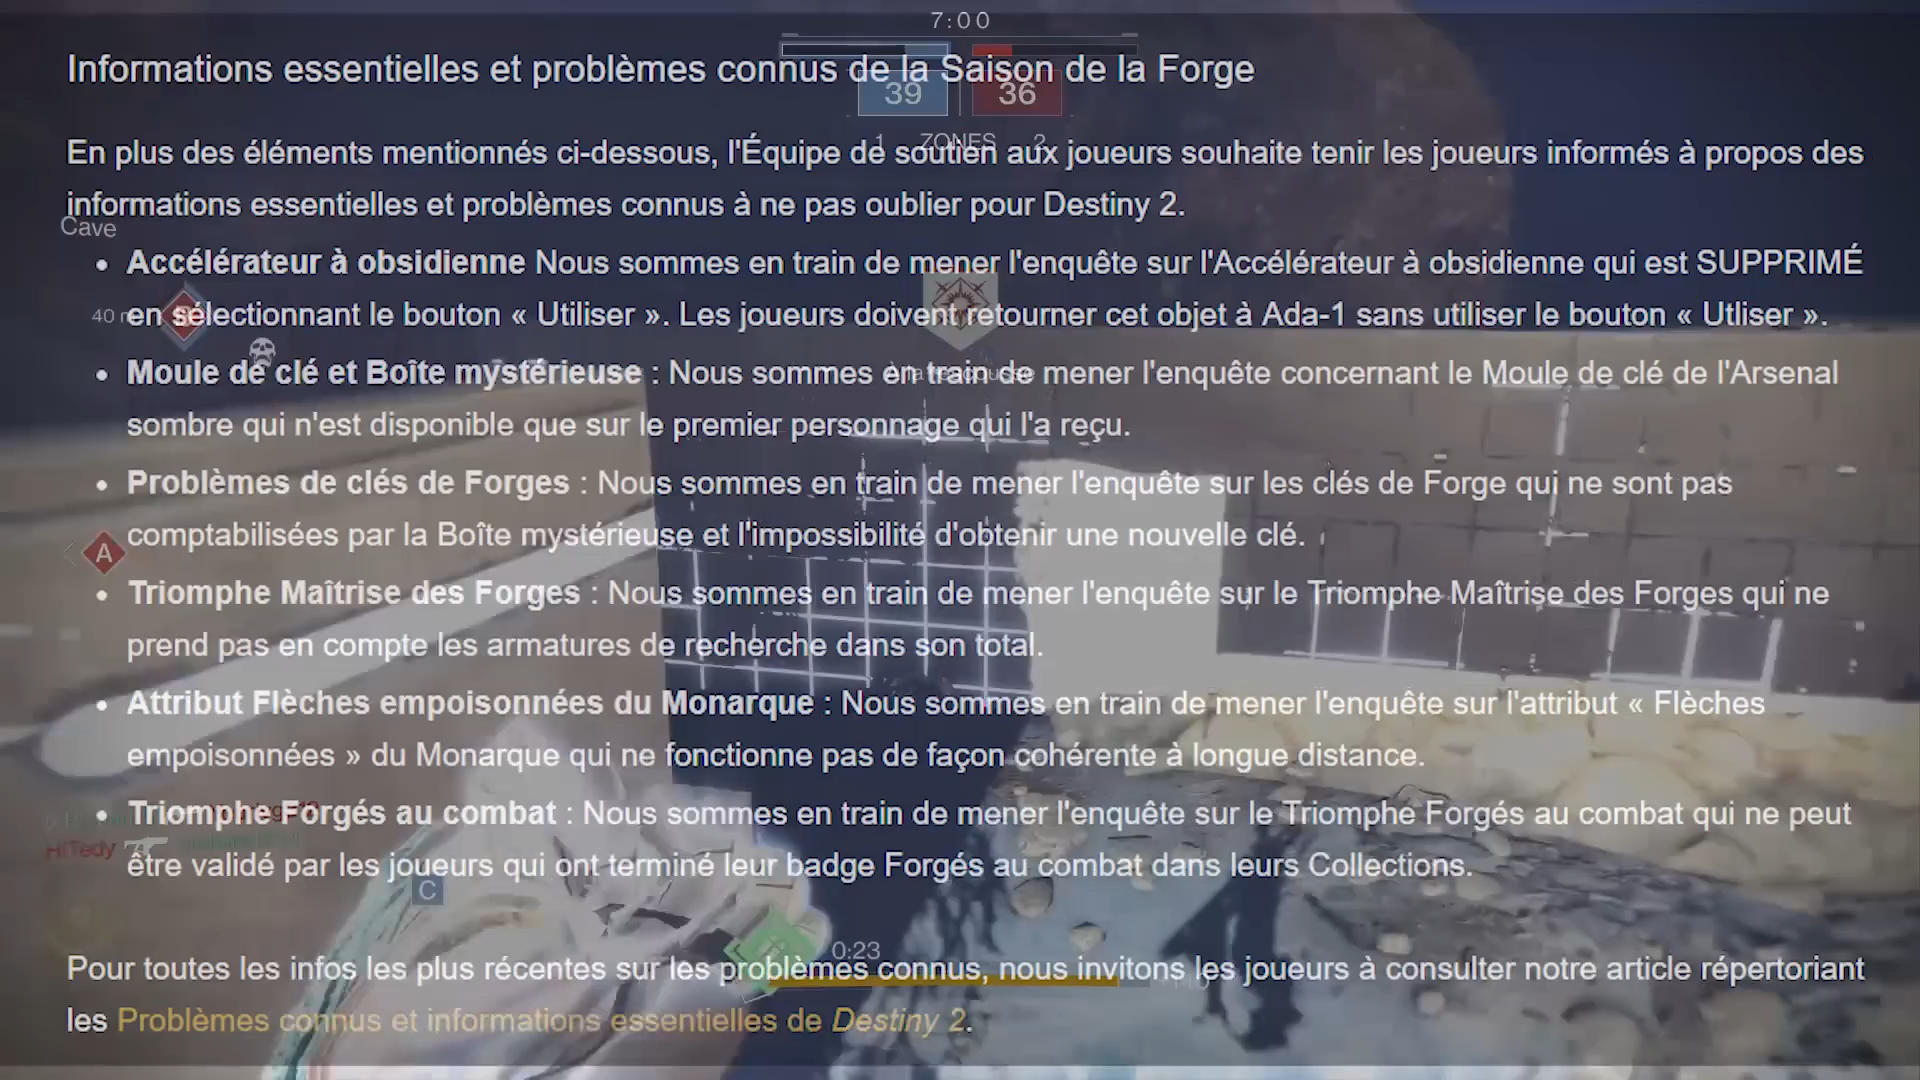 7:00
Informations essentielles et problèmes connus de la Saison de la Forge
39 36
1 ZONES 2
En plus des éléments mentionnés ci-dessous, l'Équipe de soutien aux joueurs souhaite tenir les joueurs informés à propos des
informations essentielles et problèmes connus à ne pas oublier pour Destiny 2.
Cave
• Accélérateur à obsidienne Nous sommes en train de mener l'enquête sur l'Accélérateur à obsidienne qui est SUPPRIMÉ
40 m
en sélectionnant le bouton « Utiliser ». Les joueurs doivent retourner cet objet à Ada-1 sans utiliser le bouton « Utliser ».
• Moule de clé et Boîte mystérieuse : Nous sommes en train de mener l'enquête concernant le Moule de clé de l'Arsenal
sombre qui n'est disponible que sur le premier personnage qui l'a reçu.
• Problèmes de clés de Forges : Nous sommes en train de mener l'enquête sur les clés de Forge qui ne sont pas
comptabilisées par la Boîte mystérieuse et l'impossibilité d'obtenir une nouvelle clé.
A
• Triomphe Maîtrise des Forges : Nous sommes en train de mener l'enquête sur le Triomphe Maîtrise des Forges qui ne
prend pas en compte les armatures de recherche dans son total.
• Attribut Flèches empoisonnées du Monarque : Nous sommes en train de mener l'enquête sur l'attribut « Flèches
empoisonnées » du Monarque qui ne fonctionne pas de façon cohérente à longue distance.
• Triomphe Forgés au combat : Nous sommes en train de mener l'enquête sur le Triomphe Forgés au combat qui ne peut
HiTedy
être validé par les joueurs qui ont terminé leur badge Forgés au combat dans leurs Collections.
C
0:23
Pour toutes les infos les plus récentes sur les problèmes connus, nous invitons les joueurs à consulter notre article répertoriant
les Problèmes connus et informations essentielles de Destiny 2.